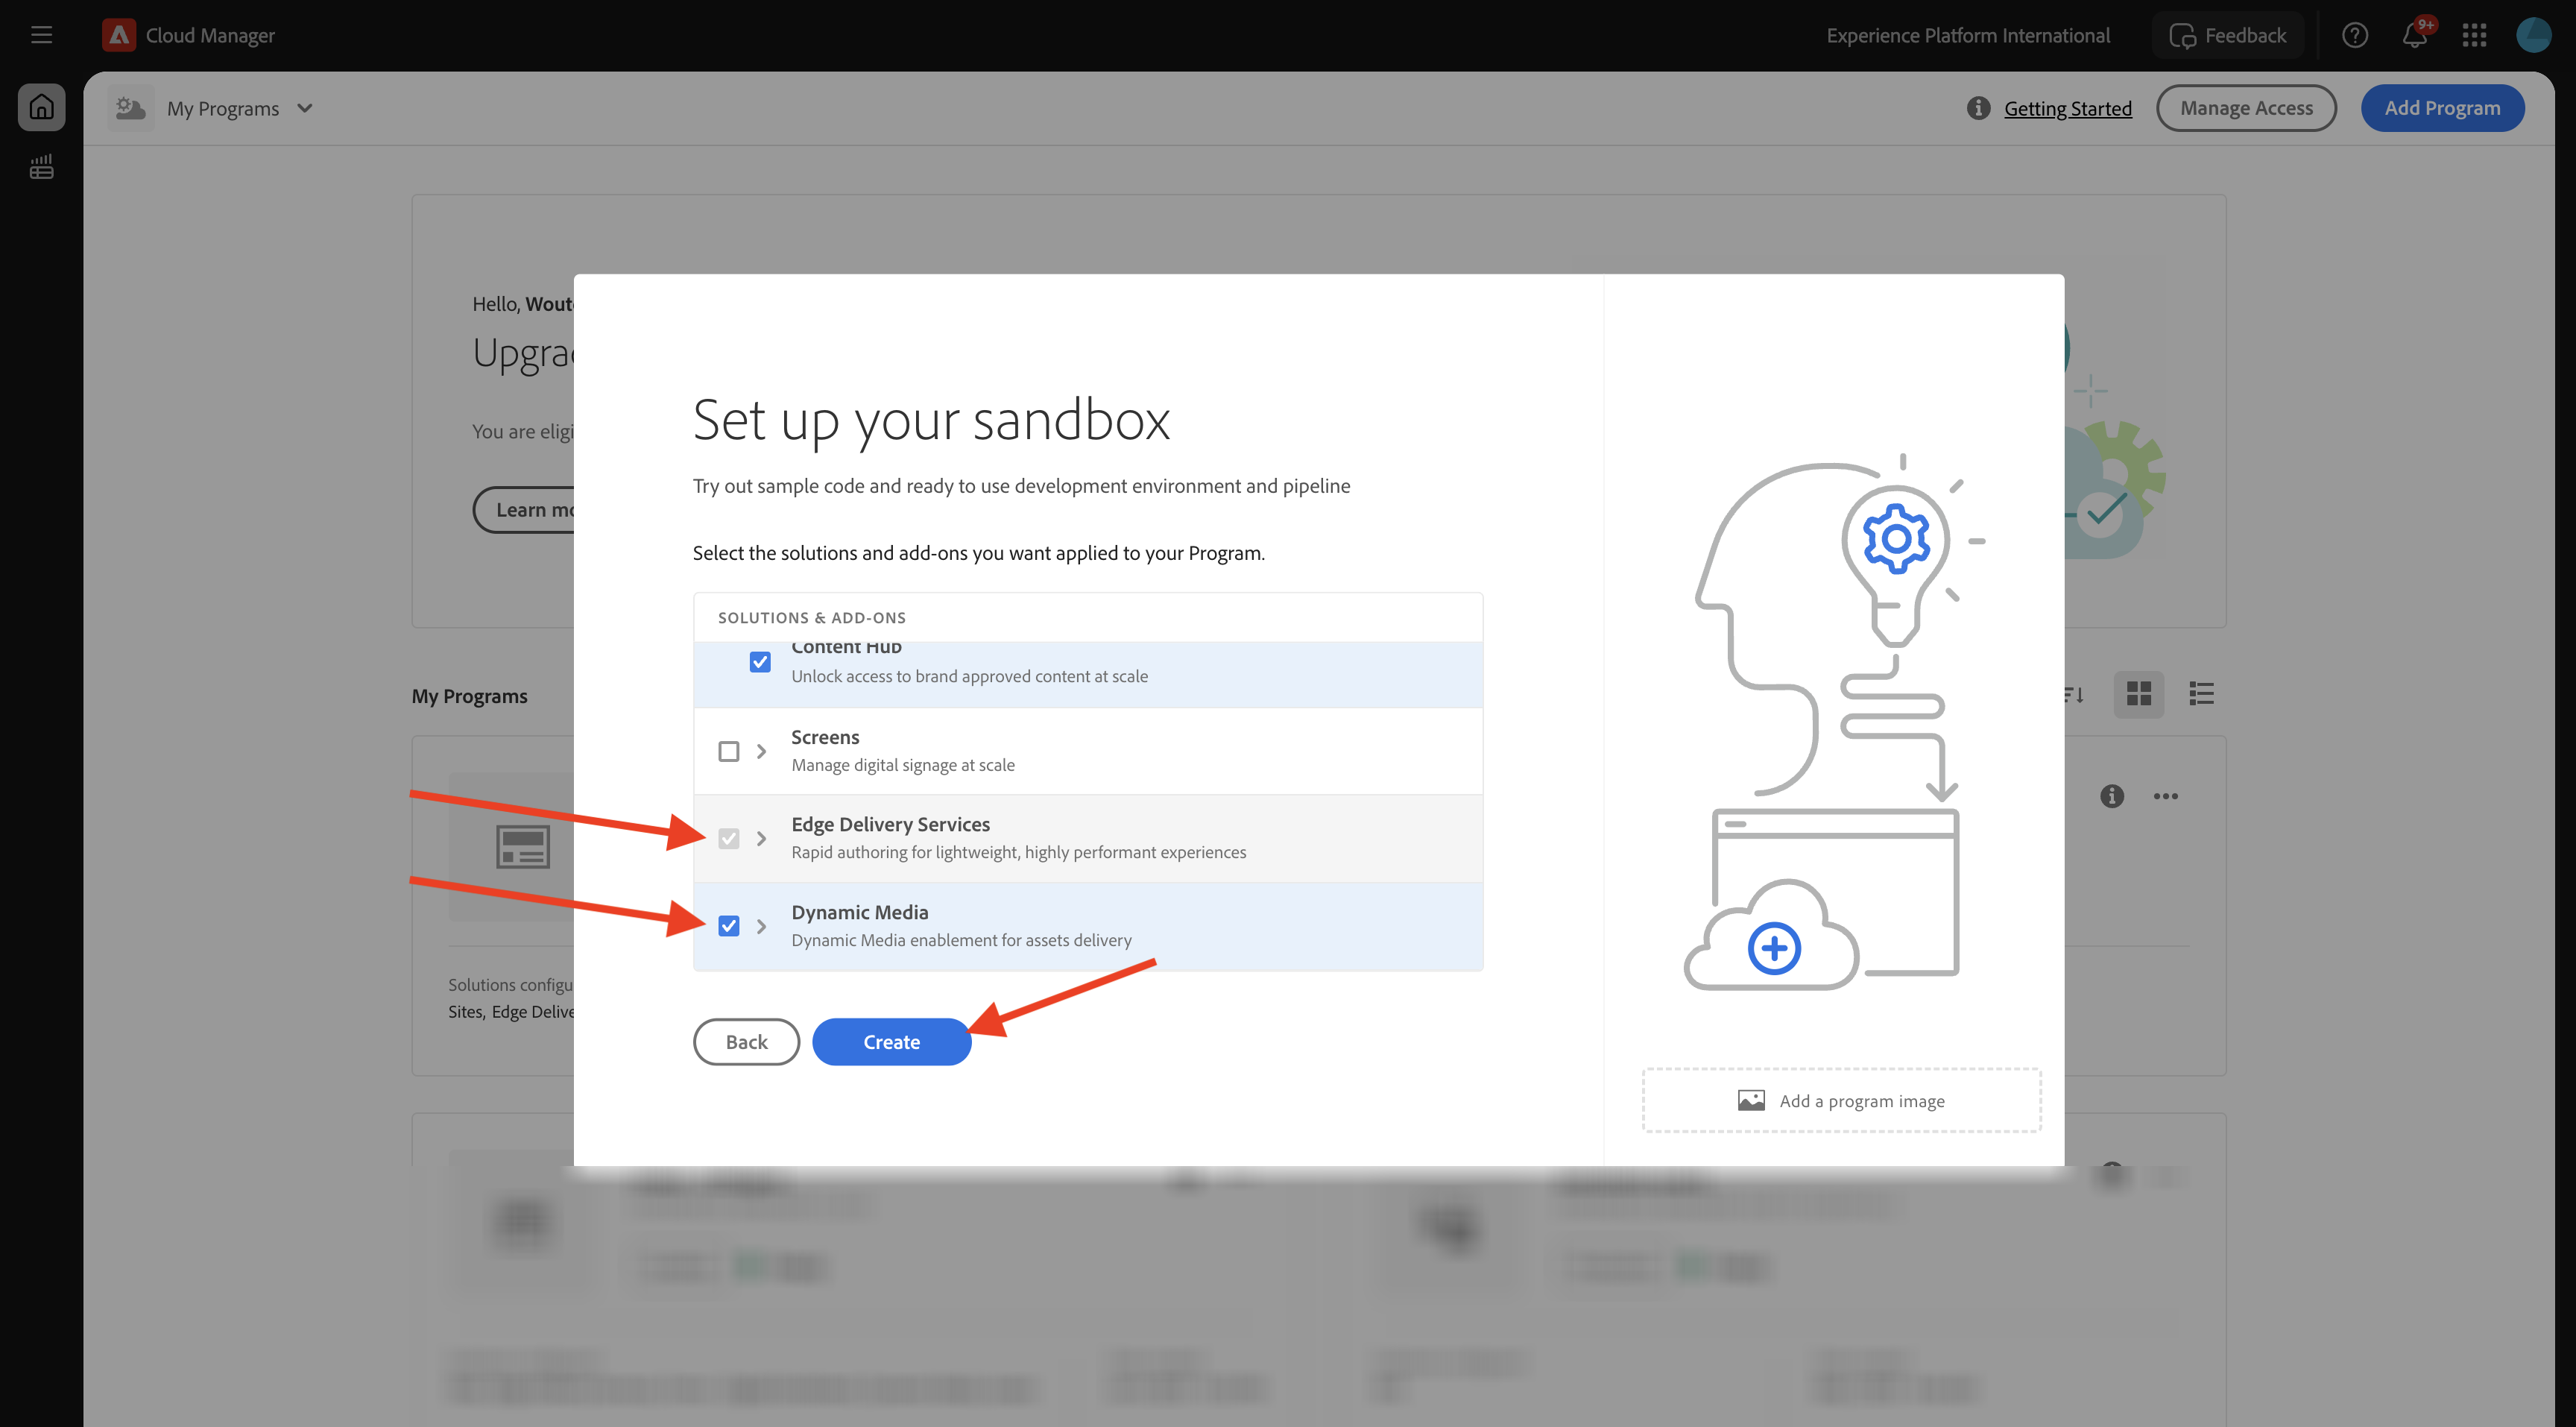 Cloud Manager
Experience Platform International
Feedback
9+
My Programs
Getting Started
Manage Access
Add Program
Hello, Wout
Upgra
You are eligi
Learn mo
Set up your sandbox
Try out sample code and ready to use development environment and pipeline
Select the solutions and add-ons you want applied to your Program.
SOLUTIONS & ADD-ONS
Content Hub
Unlock access to brand approved content at scale
Screens
Manage digital signage at scale
Edge Delivery Services
Rapid authoring for lightweight, highly performant experiences
Dynamic Media
Dynamic Media enablement for assets delivery
Back
Create
Add a program image
My Programs
Solutions configu
Sites, Edge Delive